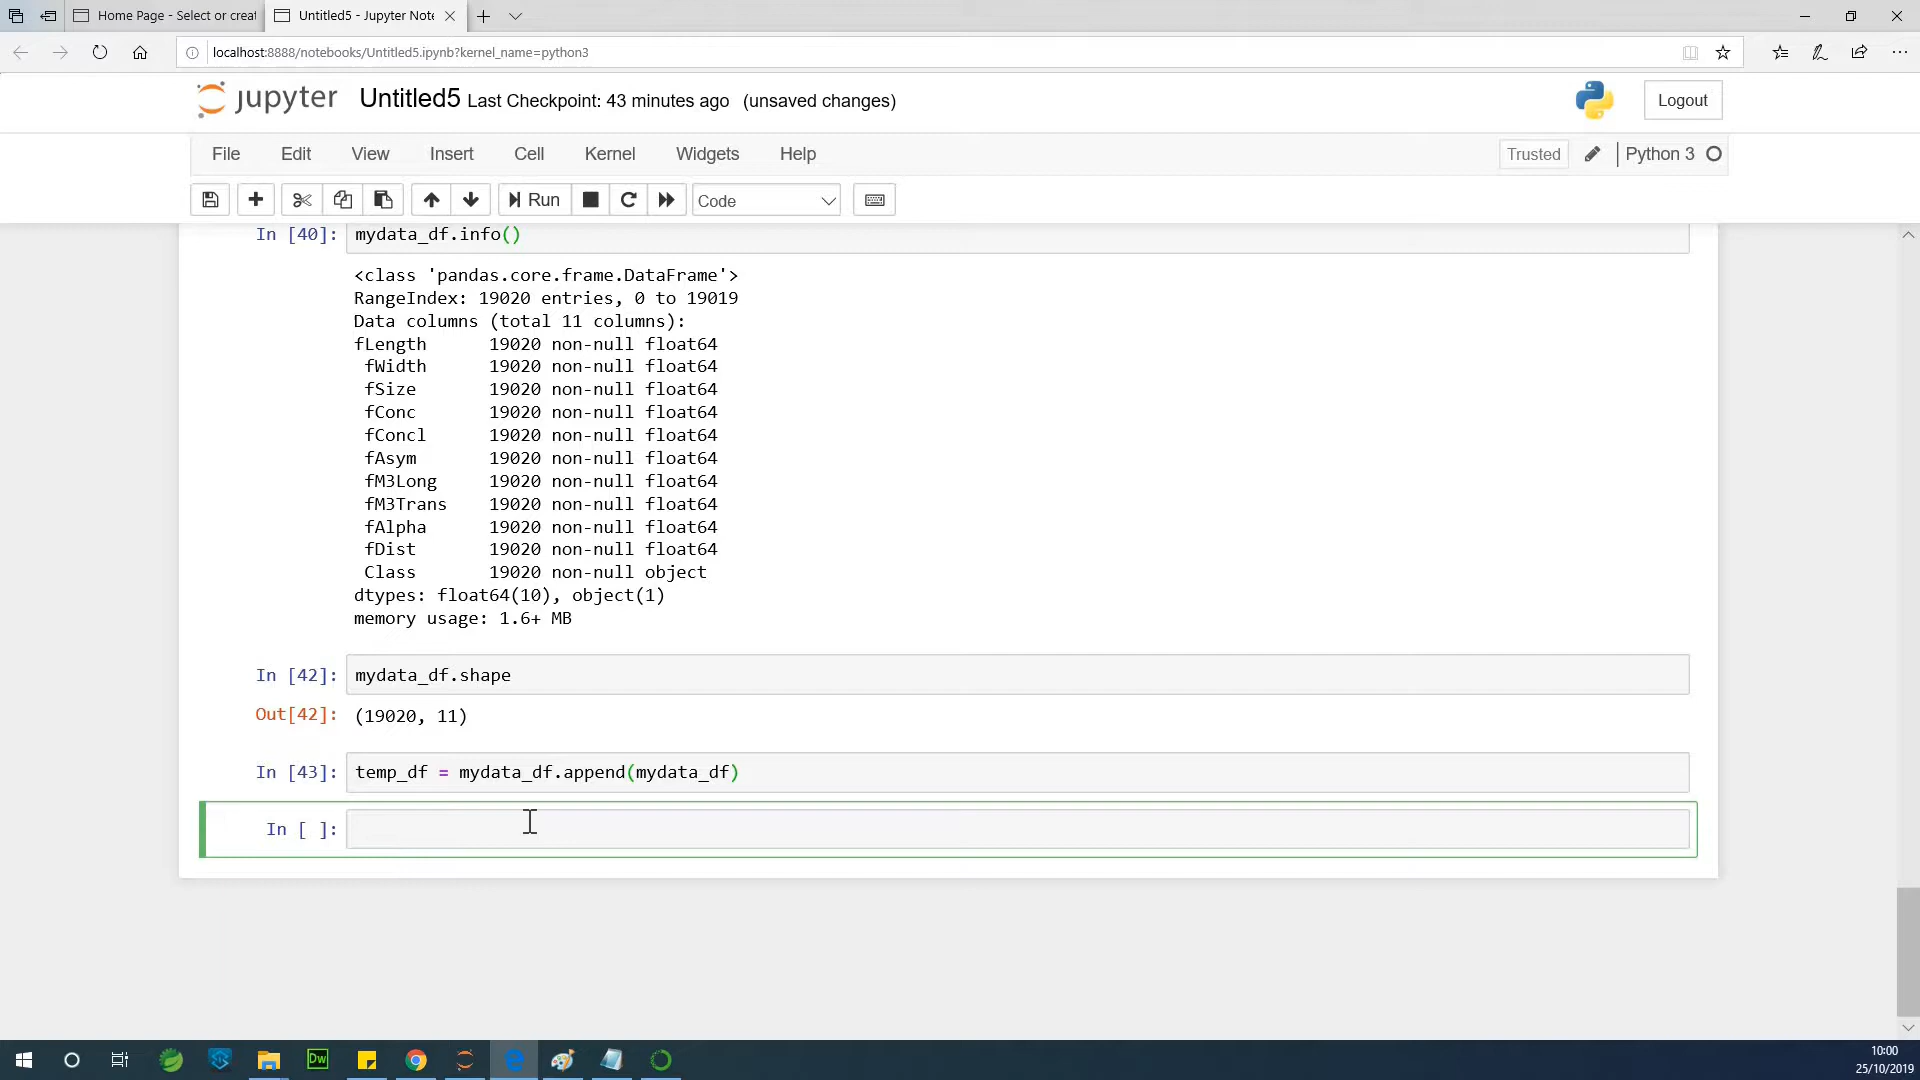 Home Page - Select or creat
Untitled5 - Jupyter Note
localhost:8888/notebooks/Untitled5.ipynb?kernel_name=python3
jupyter Untitled5 Last Checkpoint: 43 minutes ago (unsaved changes)
Logout
File Edit View Insert Cell Kernel Widgets Help
Trusted Python 3
Run Code
In [40]: mydata_df.info()
<class 'pandas.core.frame.DataFrame'>
RangeIndex: 19020 entries, 0 to 19019
Data columns (total 11 columns):
fLength 19020 non-null float64
fWidth 19020 non-null float64
fSize 19020 non-null float64
fConc 19020 non-null float64
fConcl 19020 non-null float64
fAsym 19020 non-null float64
fM3Long 19020 non-null float64
fM3Trans 19020 non-null float64
fAlpha 19020 non-null float64
fDist 19020 non-null float64
Class 19020 non-null object
dtypes: float64(10), object(1)
memory usage: 1.6+ MB
In [42]: mydata_df.shape
Out[42]: (19020, 11)
In [43]: temp_df = mydata_df.append(mydata_df)
In [ ]:
Dw
10:00
25/10/2019